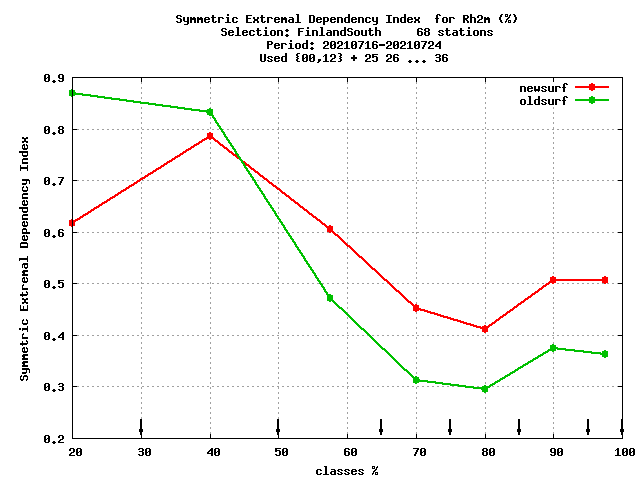 Symmetric Extremal Dependency Index  for Rh2m (%)
Selection: FinlandSouth     68 stations
Period: 20210716-20210724
Used {00,12} + 25 26 ... 36
newsurf
oldsurf
0.9
0.8
0.7
0.6
0.5
0.4
0.3
0.2
Symmetric Extremal Dependency Index
20 30 40 50 60 70 80 90 100
classes %